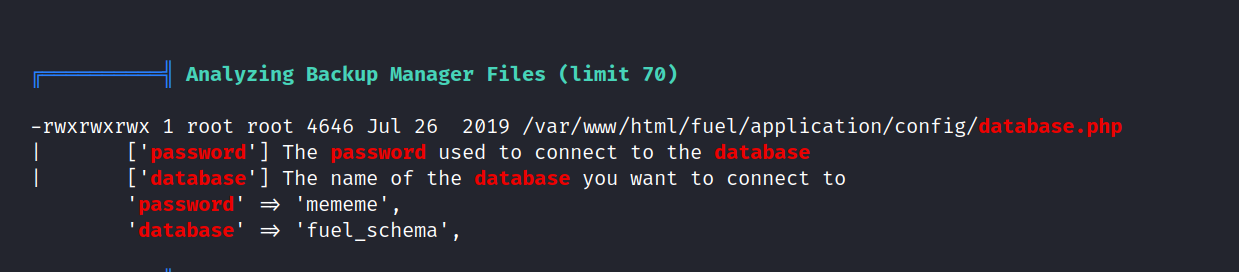 ╔══════════╣ Analyzing Backup Manager Files (limit 70)
-rwxrwxrwx 1 root root 4646 Jul 26  2019 /var/www/html/fuel/application/config/database.php
|       ['password'] The password used to connect to the database
|       ['database'] The name of the database you want to connect to
        'password' => 'mememe',
        'database' => 'fuel_schema',